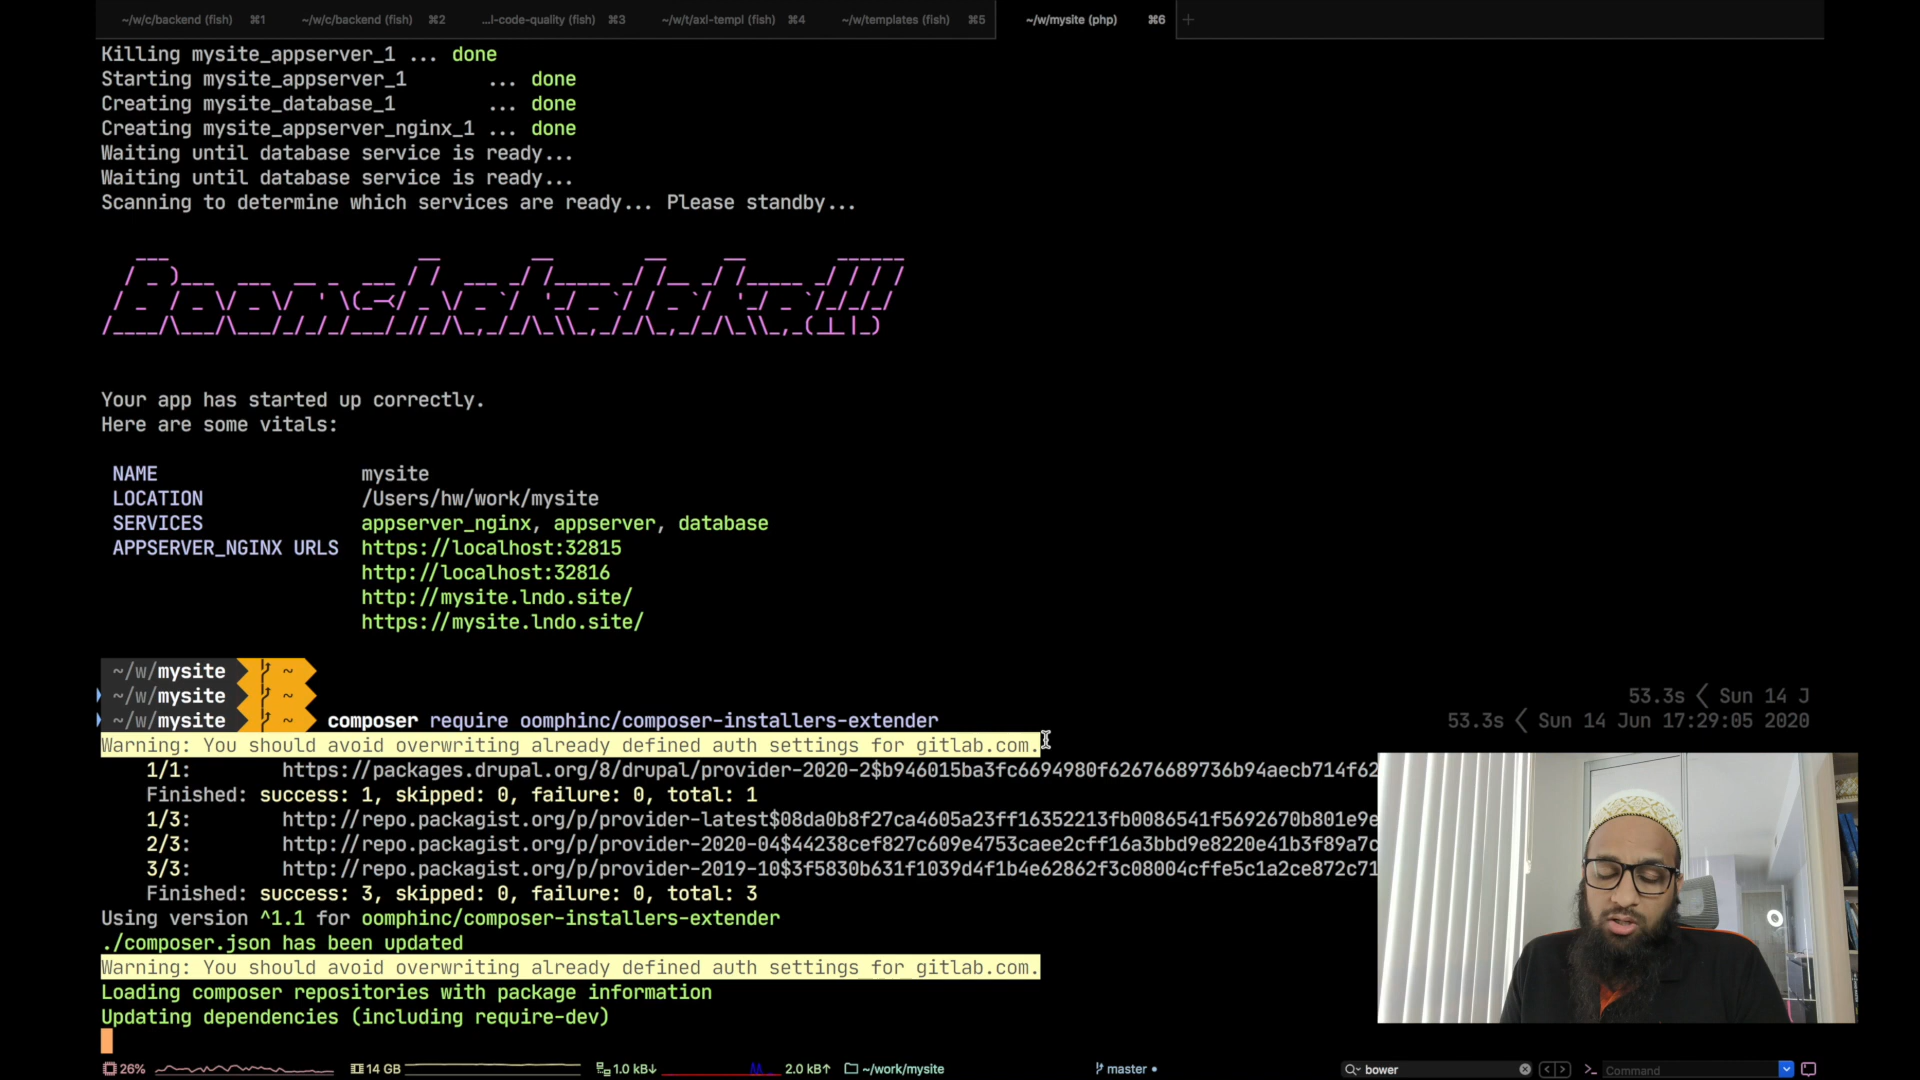 ~/w/c/backend (fish) ⌘1 ~/w/c/backend (fish) ⌘2 ...l-code-quality (fish) ⌘3 ~/w/t/axl-templ (fish) ⌘4 ~/w/templates (fish) ⌘5 ~/w/mysite (php) ⌘6 +
Killing mysite_appserver_1 ... done
Starting mysite_appserver_1 ... done
Creating mysite_database_1 ... done
Creating mysite_appserver_nginx_1 ... done
Waiting until database service is ready...
Waiting until database service is ready...
Scanning to determine which services are ready... Please standby...
Boomshakalaka!!!
Your app has started up correctly.
Here are some vitals:
NAME mysite
LOCATION /Users/hw/work/mysite
SERVICES appserver_nginx, appserver, database
APPSERVER_NGINX URLS https://localhost:32815
http://localhost:32816
http://mysite.lndo.site/
https://mysite.lndo.site/
~/w/mysite ~
~/w/mysite ~ 53.3s Sun 14 J
~/w/mysite ~ composer require oomphinc/composer-installers-extender 53.3s Sun 14 Jun 17:29:05 2020
Warning: You should avoid overwriting already defined auth settings for gitlab.com.
1/1: https://packages.drupal.org/8/drupal/provider-2020-2$b946015ba3fc6694980f62676689736b94aecb714f62
Finished: success: 1, skipped: 0, failure: 0, total: 1
1/3: http://repo.packagist.org/p/provider-latest$08da0b8f27ca4605a23ff16352213fb0086541f5692670b801e9e
2/3: http://repo.packagist.org/p/provider-2020-04$44238cef827c609e4753caee2cff16a3bbd9e8220e41b3f89a7c
3/3: http://repo.packagist.org/p/provider-2019-10$3f5830b631f1039d4f1b4e62862f3c08004cffe5c1a2ce872c71
Finished: success: 3, skipped: 0, failure: 0, total: 3
Using version ^1.1 for oomphinc/composer-installers-extender
./composer.json has been updated
Warning: You should avoid overwriting already defined auth settings for gitlab.com.
Loading composer repositories with package information
Updating dependencies (including require-dev)
26% 14 GB 1.0 kB↓ 2.0 kB↑ ~/work/mysite master • bower Command